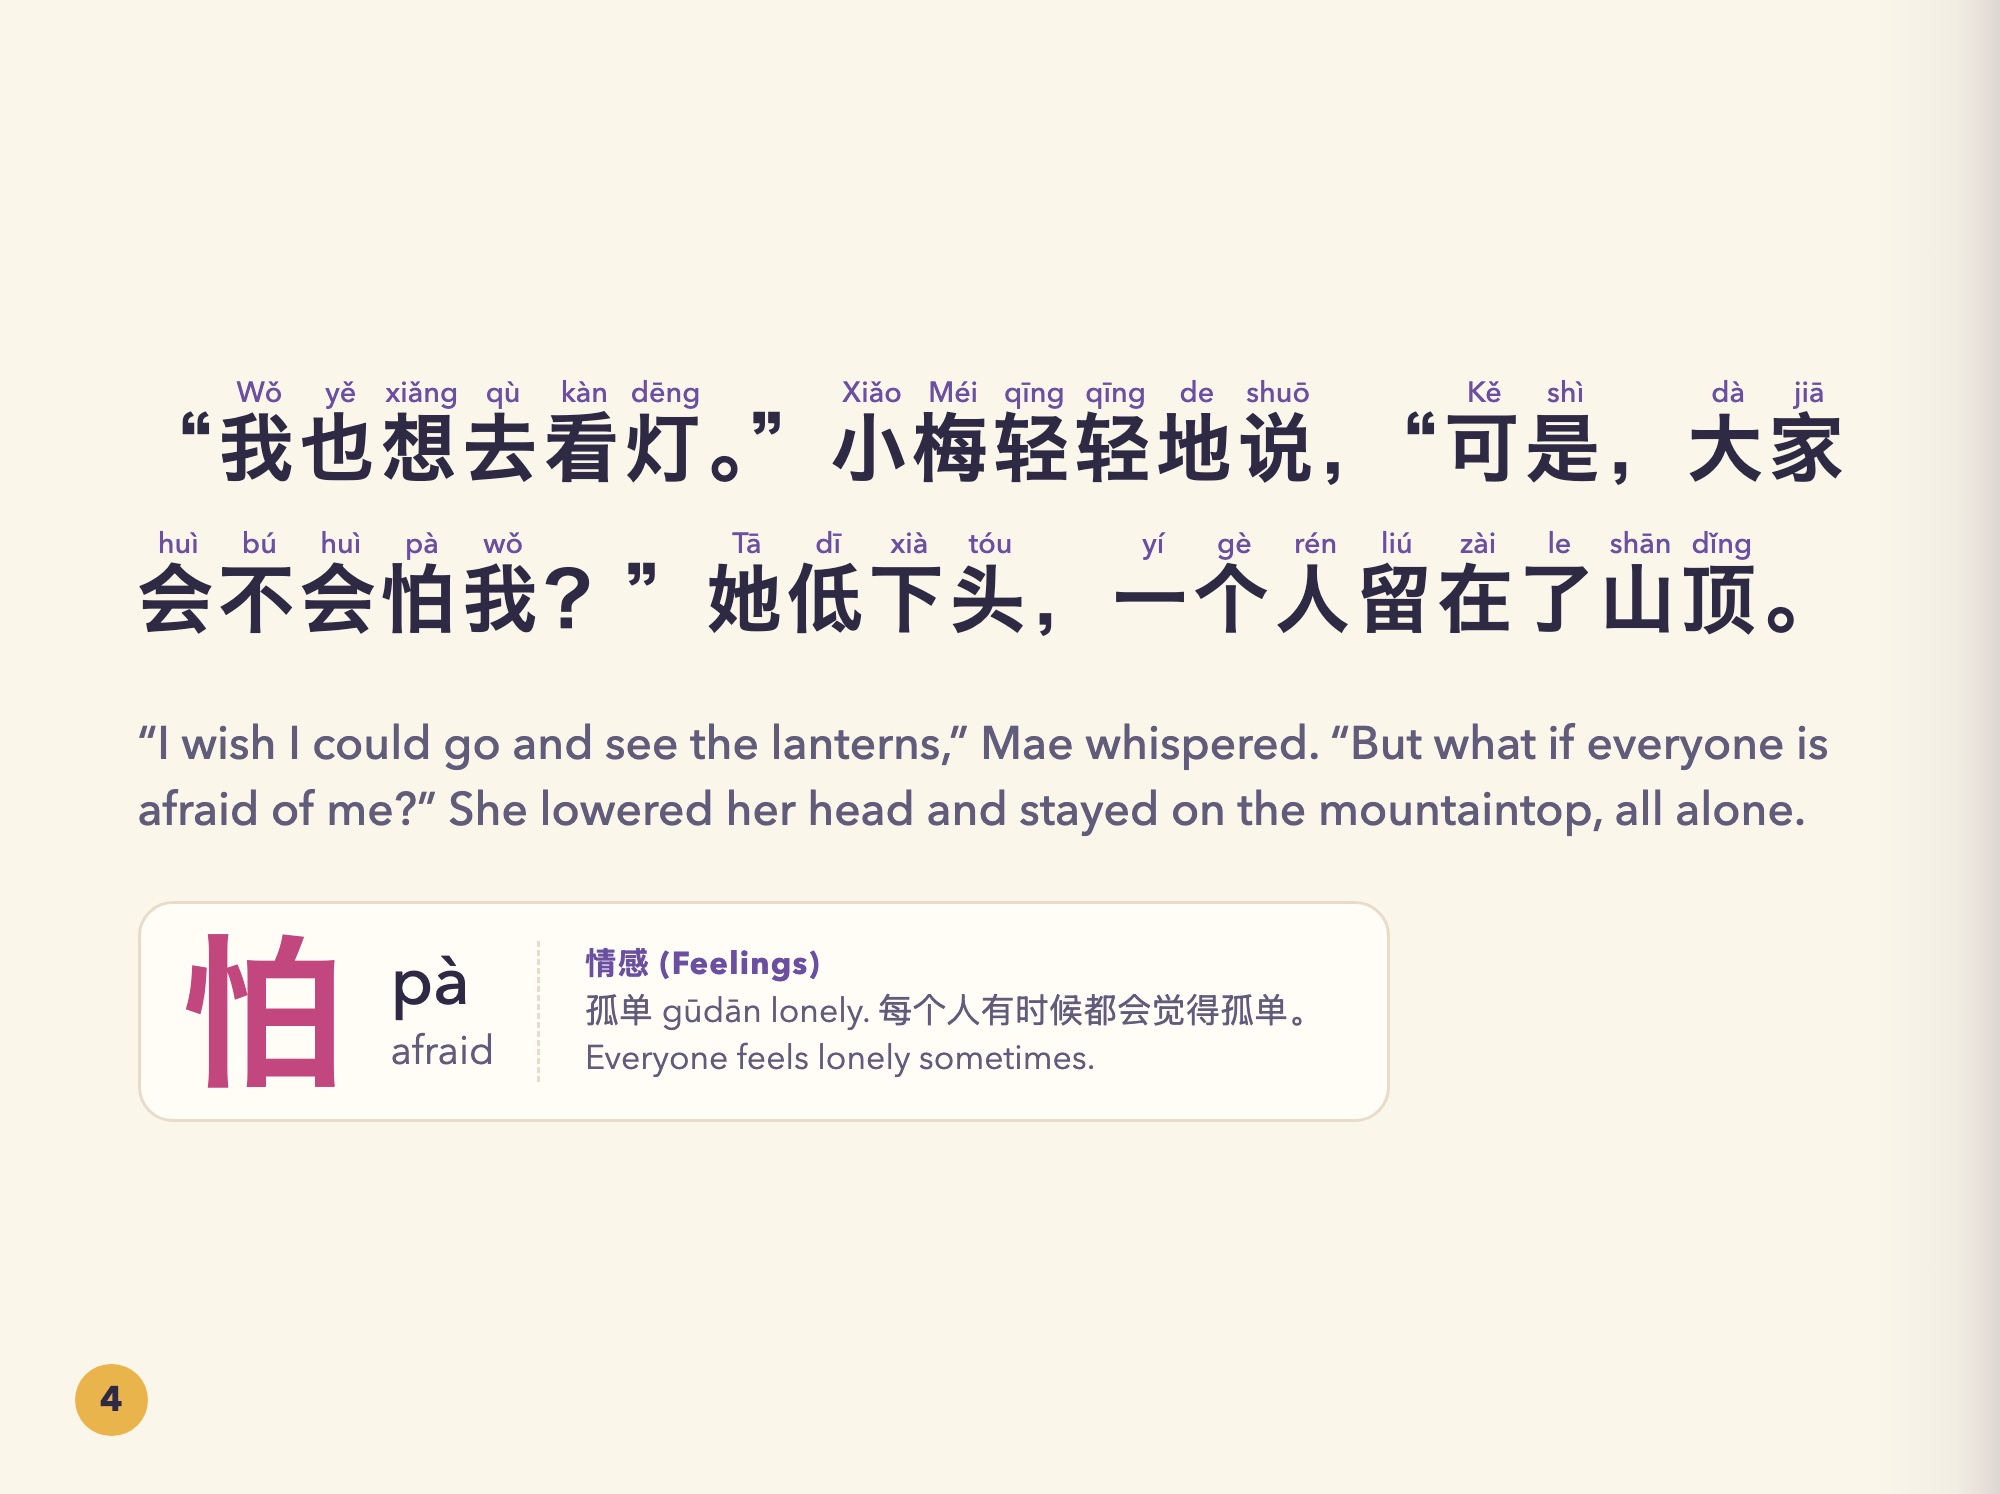 Wǒ yě xiǎng qù kàn dēng Xiǎo Méi qīng qīng de shuō Kě shì dà jiā
“我也想去看灯。”小梅轻轻地说，“可是，大家
huì bú huì pà wǒ Tā dī xià tóu yí gè rén liú zài le shān dǐng
会不会怕我？”她低下头，一个人留在了山顶。
“I wish I could go and see the lanterns,” Mae whispered. “But what if everyone is
afraid of me?” She lowered her head and stayed on the mountaintop, all alone.
怕
pà
afraid
情感 (Feelings)
孤单 gūdān lonely. 每个人有时候都会觉得孤单。
Everyone feels lonely sometimes.
4